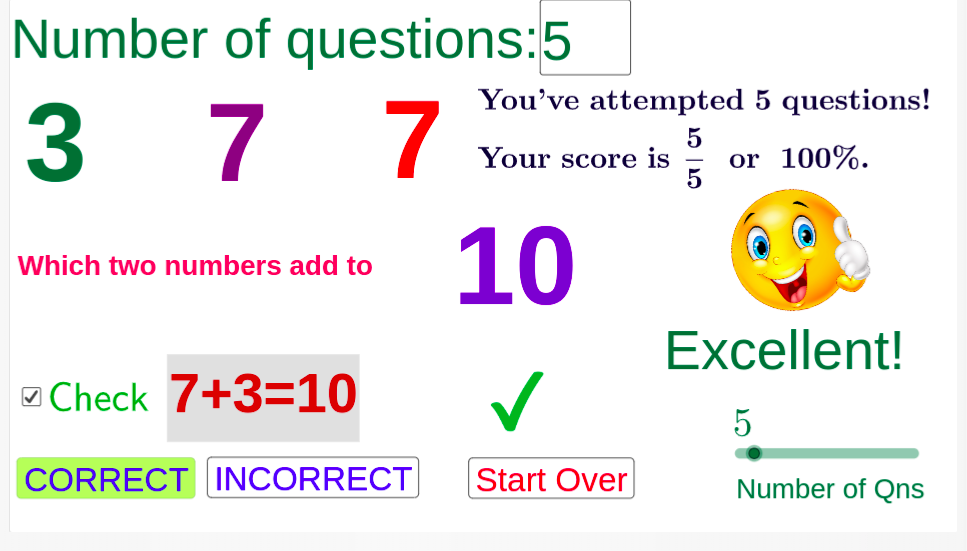 Number of questions:5
3 7 7
You've attempted 5 questions!
Your score is 5/5 or 100%.
Which two numbers add to 10
Excellent!
Check 7+3=10 ✓
5
CORRECT INCORRECT Start Over
Number of Qns